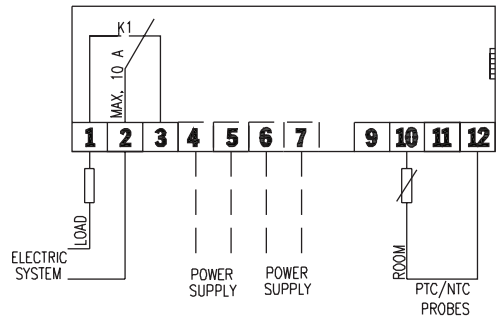 K1
MAX. 10 A
1 2 3 4 5 6 7 9 10 11 12
LOAD
ROOM
ELECTRIC
SYSTEM
POWER
SUPPLY
POWER
SUPPLY
PTC/NTC
PROBES